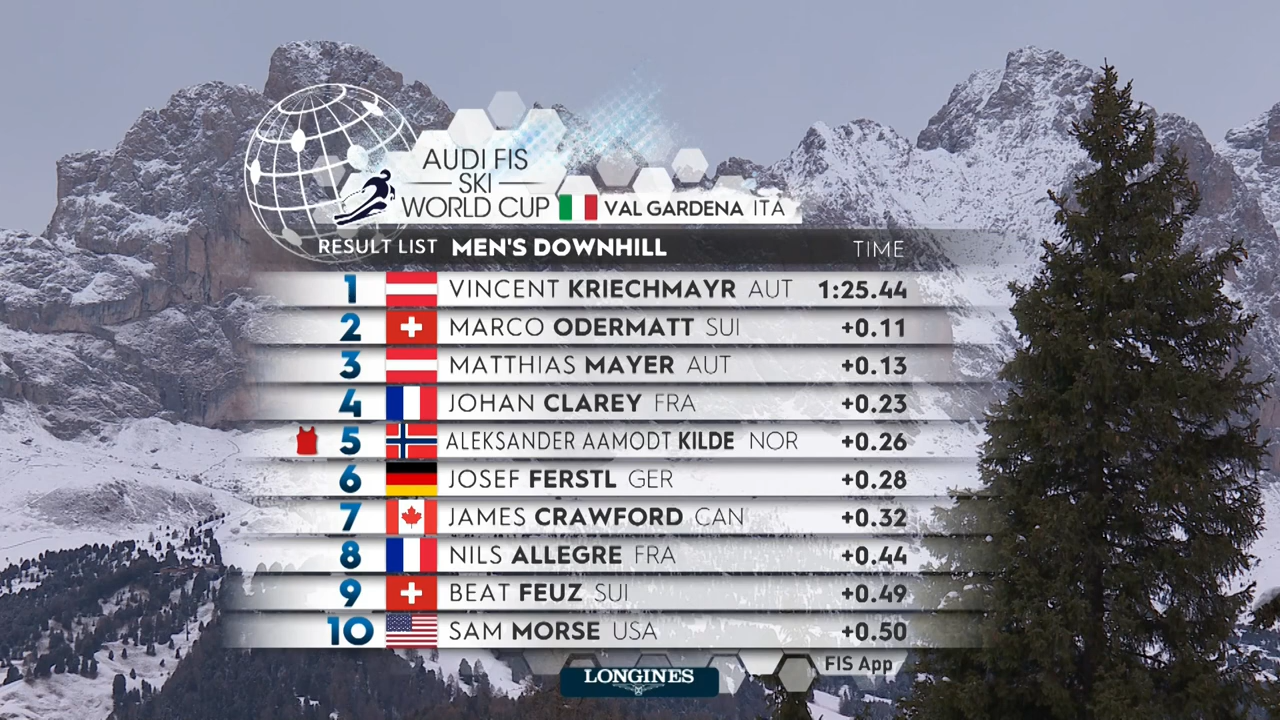 AUDI FIS
SKI
WORLD CUP
VAL GARDENA ITA
RESULT LIST MEN'S DOWNHILL TIME
1 VINCENT KRIECHMAYR AUT 1:25.44
2 MARCO ODERMATT SUI +0.11
3 MATTHIAS MAYER AUT +0.13
4 JOHAN CLAREY FRA +0.23
5 ALEKSANDER AAMODT KILDE NOR +0.26
6 JOSEF FERSTL GER +0.28
7 JAMES CRAWFORD CAN +0.32
8 NILS ALLEGRE FRA +0.44
9 BEAT FEUZ SUI +0.49
10 SAM MORSE USA +0.50
FIS App
LONGINES